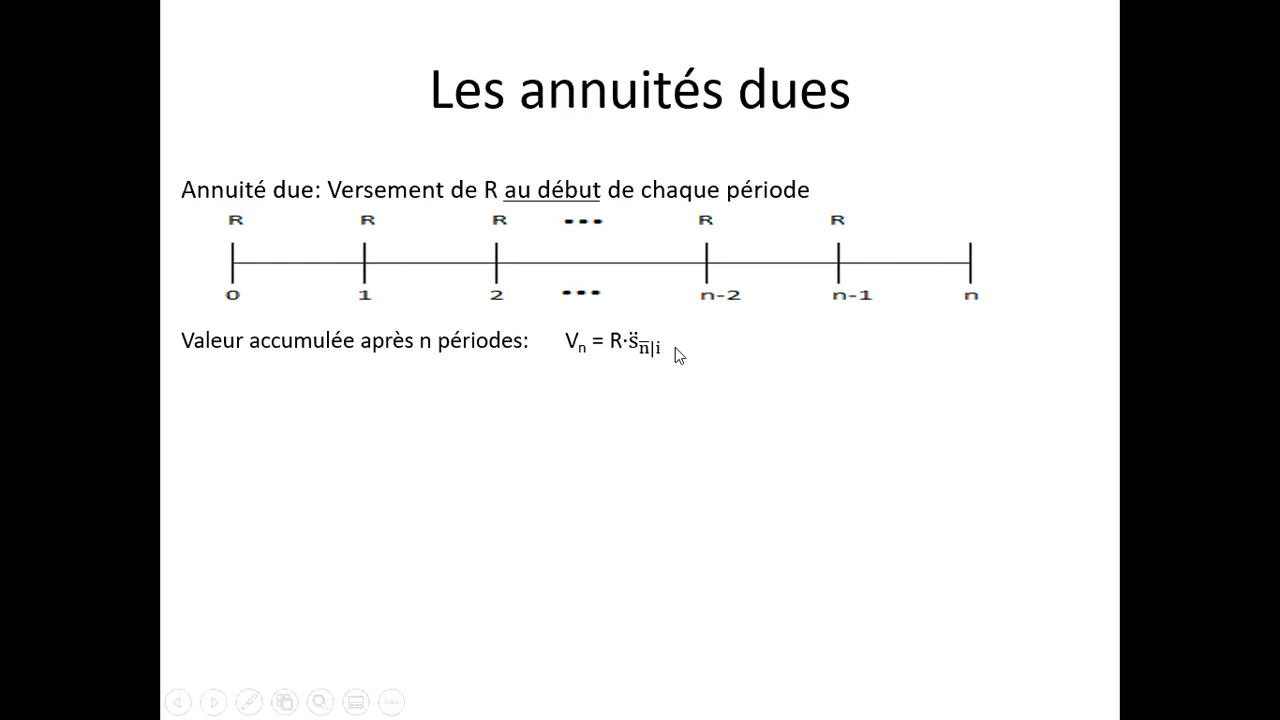 Les annuités dues
Annuité due: Versement de R au début de chaque période
R R R ••• R R
0 1 2 ••• n-2 n-1 n
Valeur accumulée après n périodes: Vₙ = R·s̈n̅|i